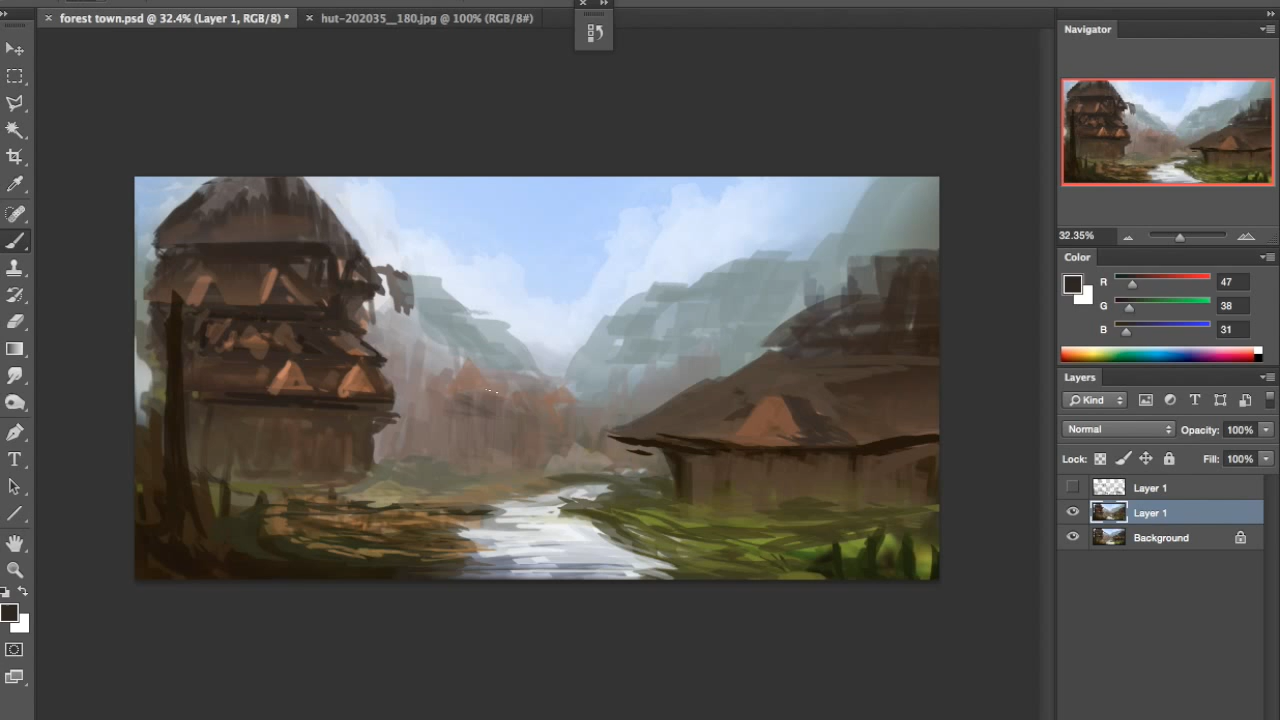 forest town.psd @ 32.4% (Layer 1, RGB/8) *
hut-202035__180.jpg @ 100% (RGB/8#)
Navigator
32.35%
Color
R 47
G 38
B 31
Layers
Kind
Normal Opacity: 100%
Lock: Fill: 100%
Layer 1
Layer 1
Background